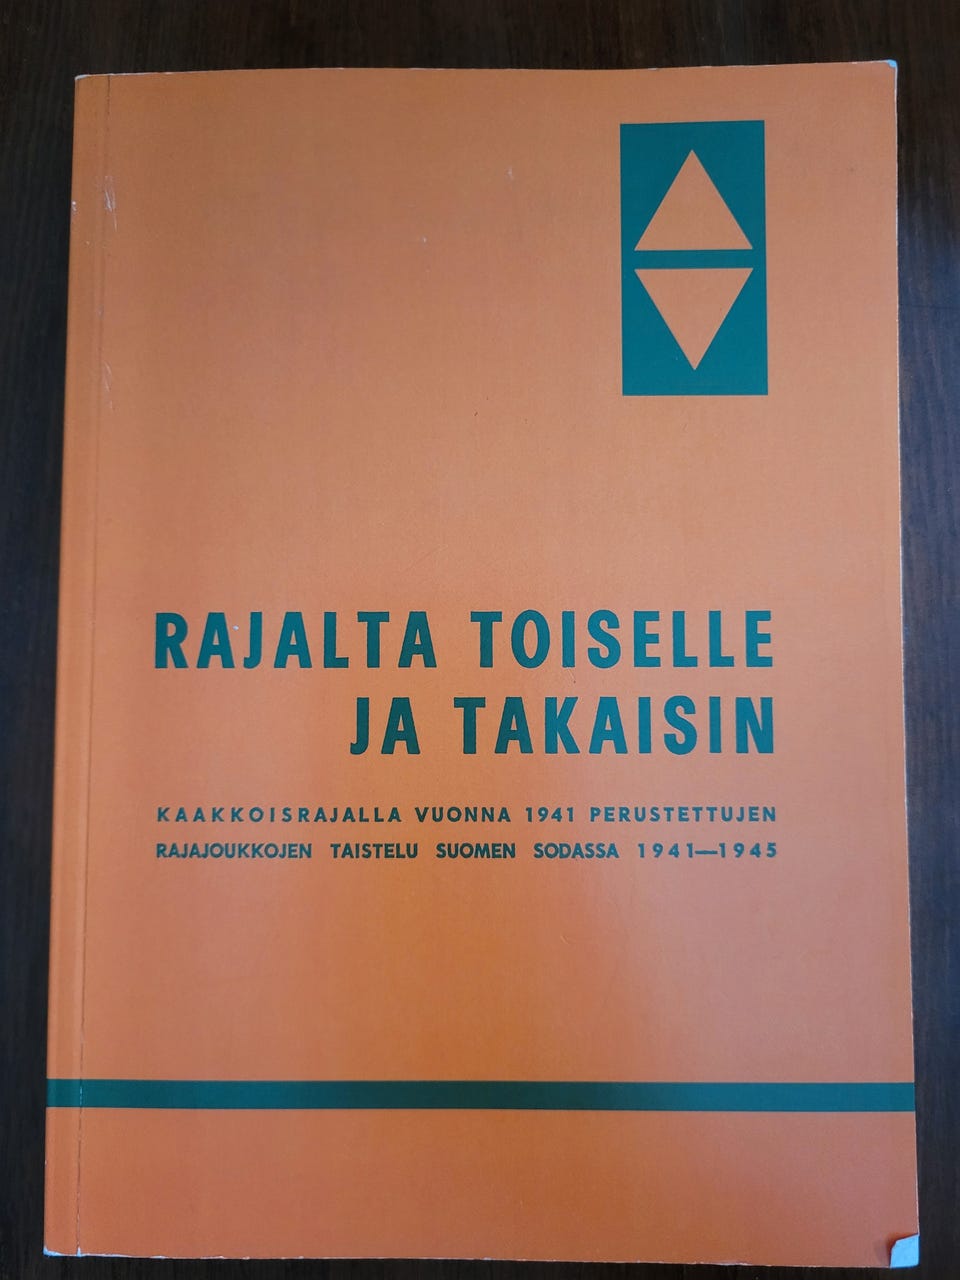 RAJALTA TOISELLE
JA TAKAISIN
KAAKKOISRAJALLA VUONNA 1941 PERUSTETTUJEN
RAJAJOUKKOJEN TAISTELU SUOMEN SODASSA 1941—1945